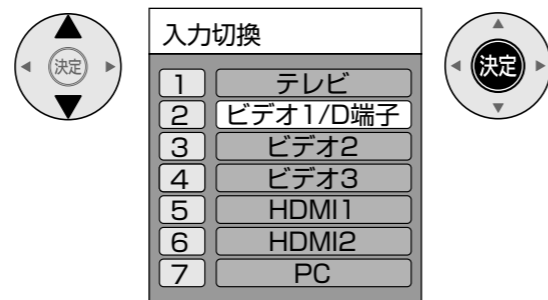 入力切換
決定
決定
1 テレビ
2 ビデオ1/D端子
3 ビデオ2
4 ビデオ3
5 HDMI1
6 HDMI2
7 PC